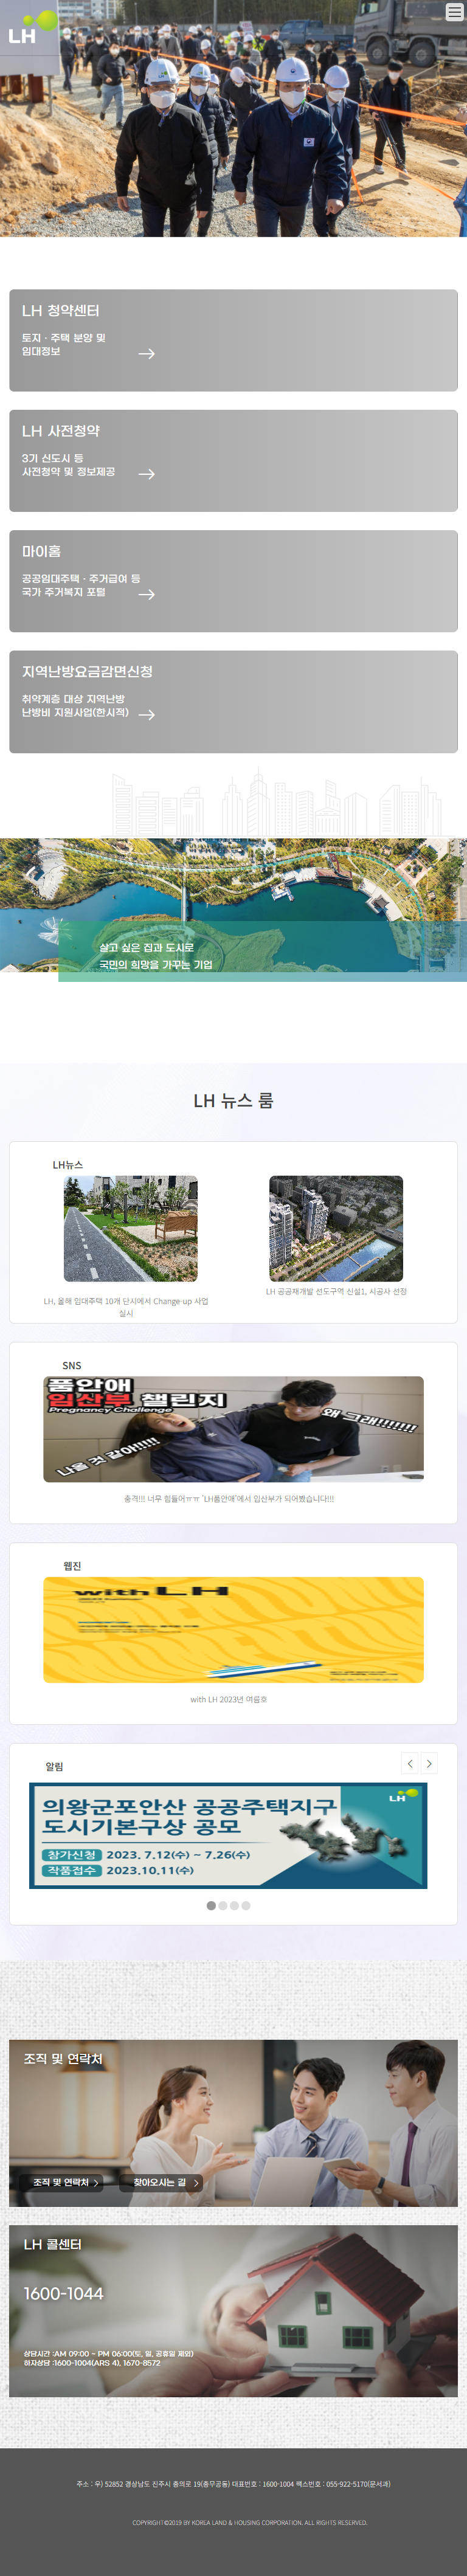 LH
LH 청약센터
토지 · 주택 분양 및
임대정보
LH 사전청약
3기 신도시 등
사전청약 및 정보제공
마이홈
공공임대주택 · 주거급여 등
국가 주거복지 포털
지역난방요금감면신청
취약계층 대상 지역난방
난방비 지원사업(한시적)
살고 싶은 집과 도시로
국민의 희망을 가꾸는 기업
LH 뉴스 룸
LH뉴스
LH, 올해 임대주택 10개 단지에서 Change-up 사업
실시
LH 공공재개발 선도구역 신설1, 시공사 선정
SNS
품안애
임산부 챌린지
Pregnancy Challenge
왜 그래!!!!!!!
나올 것 같아!!!!!
충격!!! 너무 힘들어ㅠㅠ 'LH품안애'에서 임산부가 되어봤습니다!!!
웹진
with LH
with LH 2023년 여름호
알림
LH
의왕군포안산 공공주택지구
도시기본구상 공모
참가신청 2023. 7.12(수) ~ 7.26(수)
작품접수 2023.10.11(수)
조직 및 연락처
조직 및 연락처
찾아오시는 길
LH 콜센터
1600-1044
상담시간 :AM 09:00 ~ PM 06:00(토, 일, 공휴일 제외)
하자상담 :1600-1004(ARS 4), 1670-8572
주소 : 우) 52852 경상남도 진주시 충의로 19(충무공동) 대표번호 : 1600-1004 팩스번호 : 055-922-5170(문서과)
COPYRIGHT©2019 BY KOREA LAND & HOUSING CORPORATION. ALL RIGHTS RESERVED.